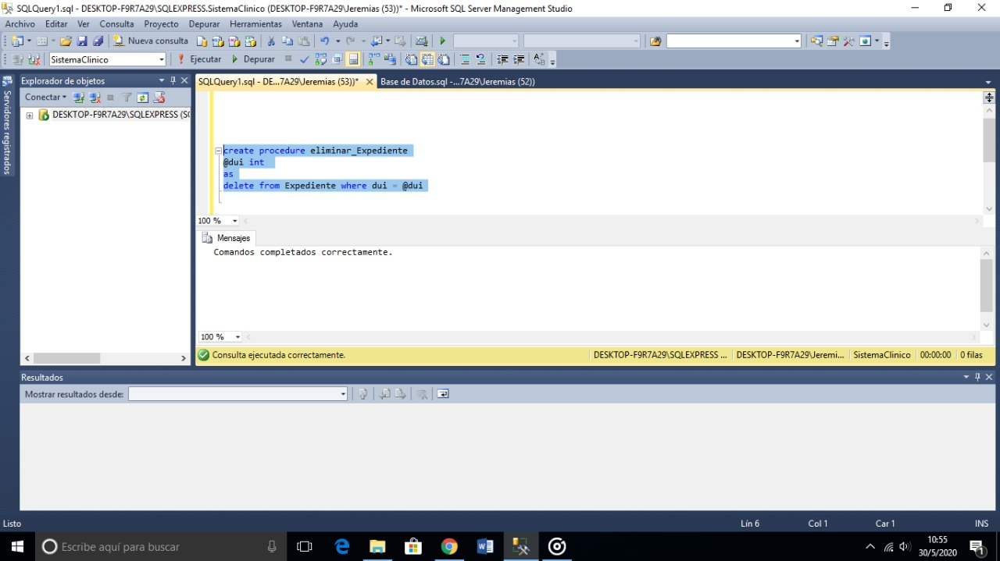 SQLQuery1.sql - DESKTOP-F9R7A29\SQLEXPRESS.SistemaClinico (DESKTOP-F9R7A29\Jeremias (53))* - Microsoft SQL Server Management Studio
Archivo Editar Ver Consulta Proyecto Depurar Herramientas Ventana Ayuda
Nueva consulta
SistemaClinico Ejecutar Depurar
Servidores registrados
Explorador de objetos
Conectar
DESKTOP-F9R7A29\SQLEXPRESS (S
SQLQuery1.sql - DE...7A29\Jeremias (53))* Base de Datos.sql -...7A29\Jeremias (52))
create procedure eliminar_Expediente
@dui int
as
delete from Expediente where dui = @dui
100 %
Mensajes
Comandos completados correctamente.
100 %
Consulta ejecutada correctamente. DESKTOP-F9R7A29\SQLEXPRESS ... DESKTOP-F9R7A29\Jeremi... SistemaClinico 00:00:00 0 filas
Resultados
Mostrar resultados desde:
Listo Lín 6 Col 1 Car 1 INS
Escribe aquí para buscar
10:55
30/5/2020
1